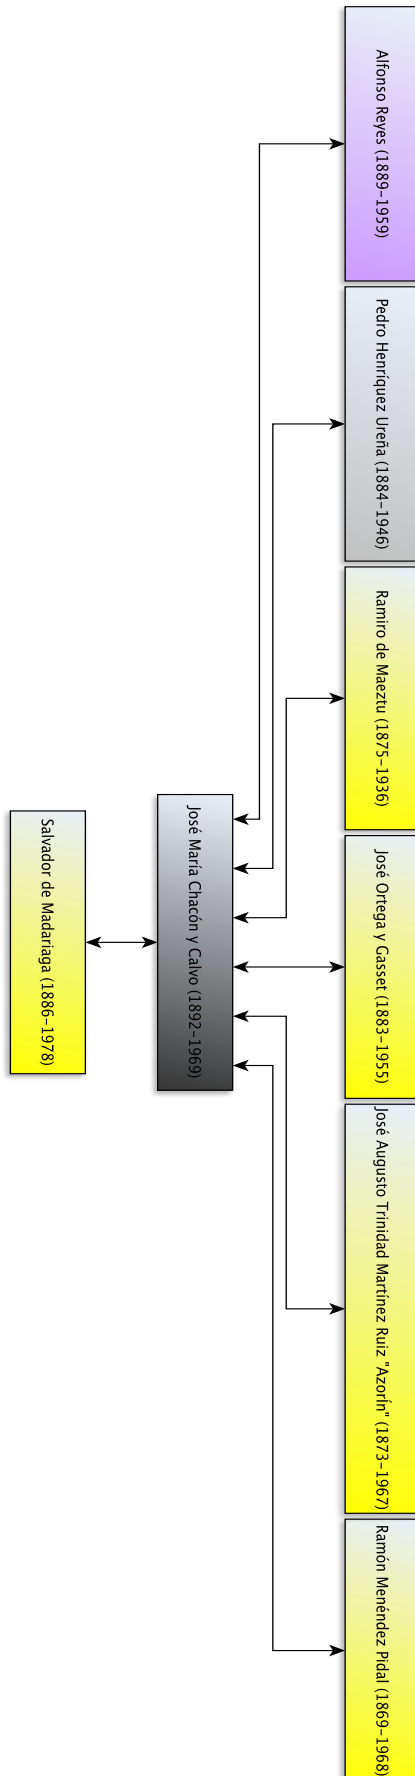 Alfonso Reyes (1889-1959)
Pedro Henríquez Ureña (1884-1946)
Ramiro de Maeztu (1875-1936)
José Ortega y Gasset (1883-1955)
José Augusto Trinidad Martínez Ruiz "Azorín" (1873-1967)
Ramón Menéndez Pidal (1869-1968)
José María Chacón y Calvo (1892-1969)
Salvador de Madariaga (1886-1978)